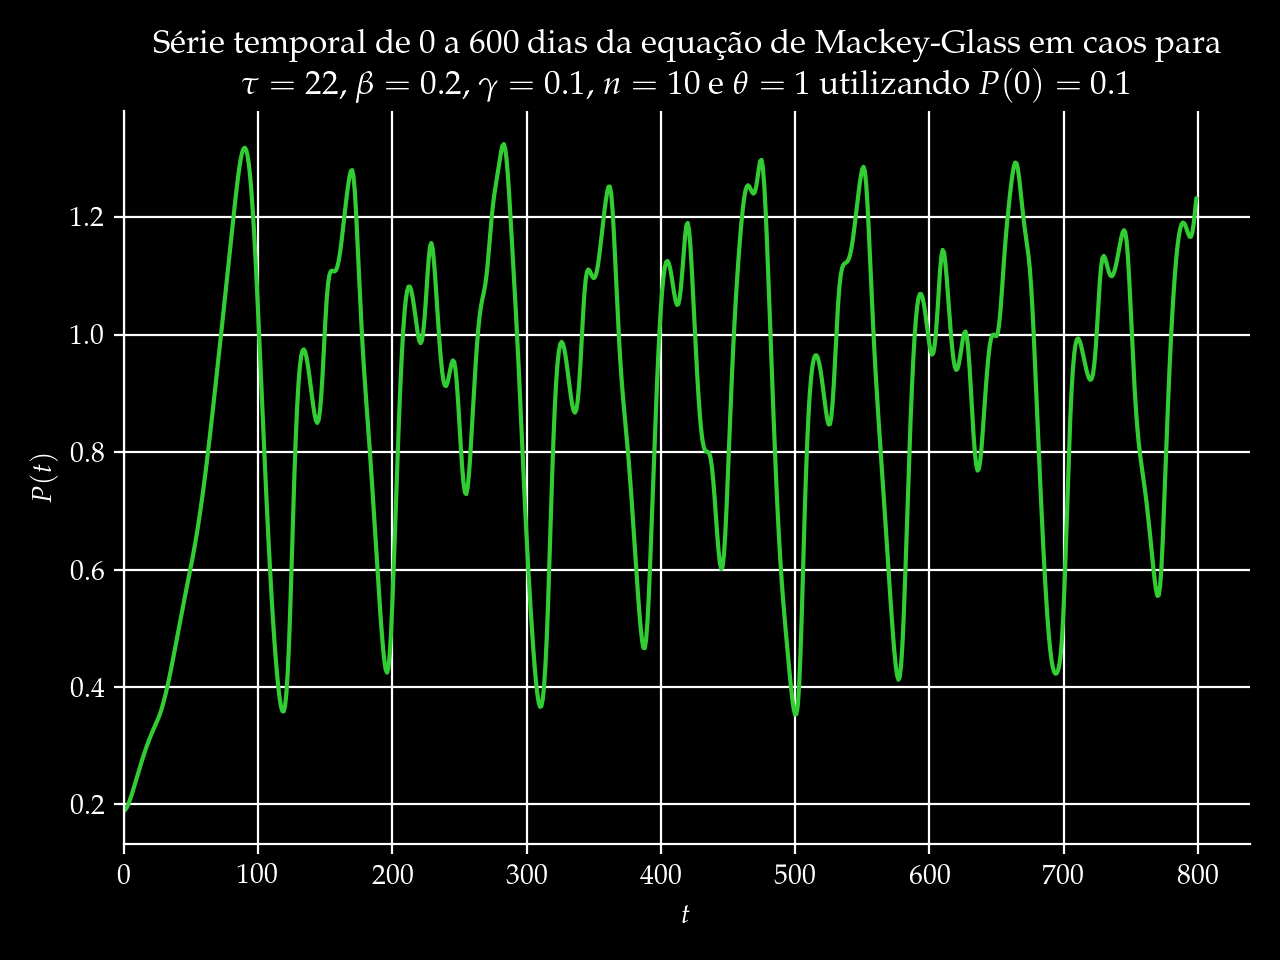 Série temporal de 0 a 600 dias da equação de Mackey-Glass em caos para
τ = 22, β = 0.2, γ = 0.1, n = 10 e θ = 1 utilizando P(0) = 0.1
1.2
1.0
0.8
0.6
0.4
0.2
P(t)
0 100 200 300 400 500 600 700 800
t